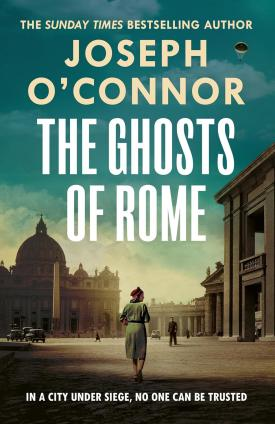 THE SUNDAY TIMES BESTSELLING AUTHOR
JOSEPH
O'CONNOR
THE GHOSTS
OF ROME
IN A CITY UNDER SIEGE, NO ONE CAN BE TRUSTED